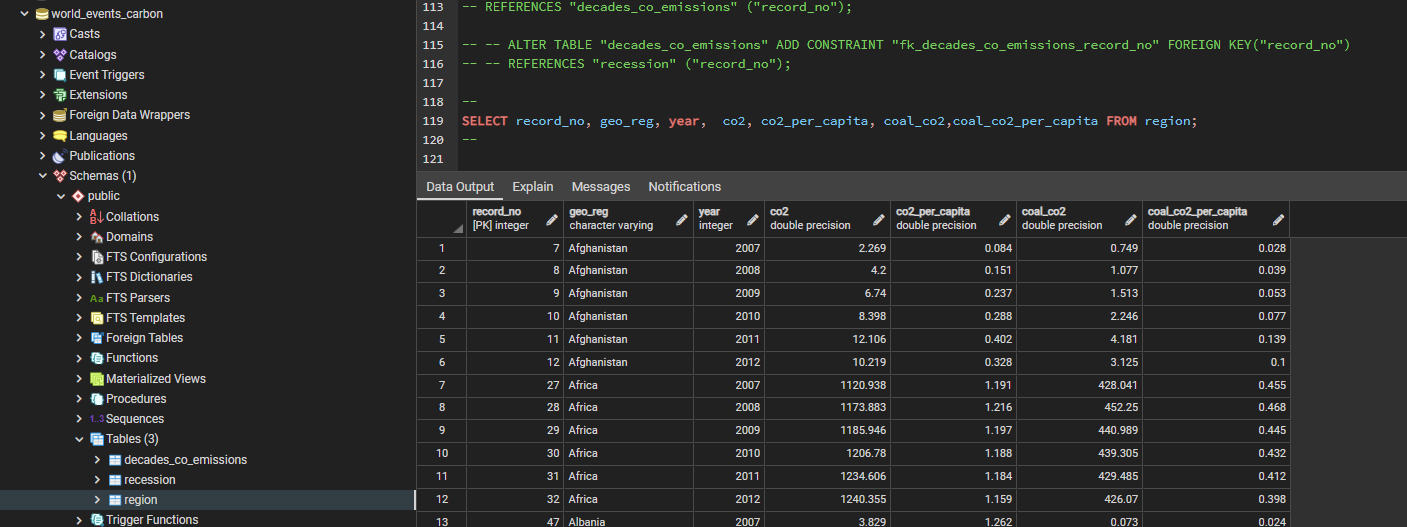 world_events_carbon
Casts
Catalogs
Event Triggers
Extensions
Foreign Data Wrappers
Languages
Publications
Schemas (1)
public
Collations
Domains
FTS Configurations
FTS Dictionaries
Aa FTS Parsers
FTS Templates
Foreign Tables
Functions
Materialized Views
Procedures
1..3 Sequences
Tables (3)
decades_co_emissions
recession
region
Trigger Functions
113 -- REFERENCES "decades_co_emissions" ("record_no");
114
115 -- -- ALTER TABLE "decades_co_emissions" ADD CONSTRAINT "fk_decades_co_emissions_record_no" FOREIGN KEY("record_no")
116 -- -- REFERENCES "recession" ("record_no");
117
118 --
119 SELECT record_no, geo_reg, year,  co2, co2_per_capita, coal_co2,coal_co2_per_capita FROM region;
120 --
121
Data Output Explain Messages Notifications
record_no geo_reg year co2 co2_per_capita coal_co2 coal_co2_per_capita
[PK] integer character varying integer double precision double precision double precision double precision
1 7 Afghanistan 2007 2.269 0.084 0.749 0.028
2 8 Afghanistan 2008 4.2 0.151 1.077 0.039
3 9 Afghanistan 2009 6.74 0.237 1.513 0.053
4 10 Afghanistan 2010 8.398 0.288 2.246 0.077
5 11 Afghanistan 2011 12.106 0.402 4.181 0.139
6 12 Afghanistan 2012 10.219 0.328 3.125 0.1
7 27 Africa 2007 1120.938 1.191 428.041 0.455
8 28 Africa 2008 1173.883 1.216 452.25 0.468
9 29 Africa 2009 1185.946 1.197 440.989 0.445
10 30 Africa 2010 1206.78 1.188 439.305 0.432
11 31 Africa 2011 1234.606 1.184 429.485 0.412
12 32 Africa 2012 1240.355 1.159 426.07 0.398
13 47 Albania 2007 3.829 1.262 0.073 0.024